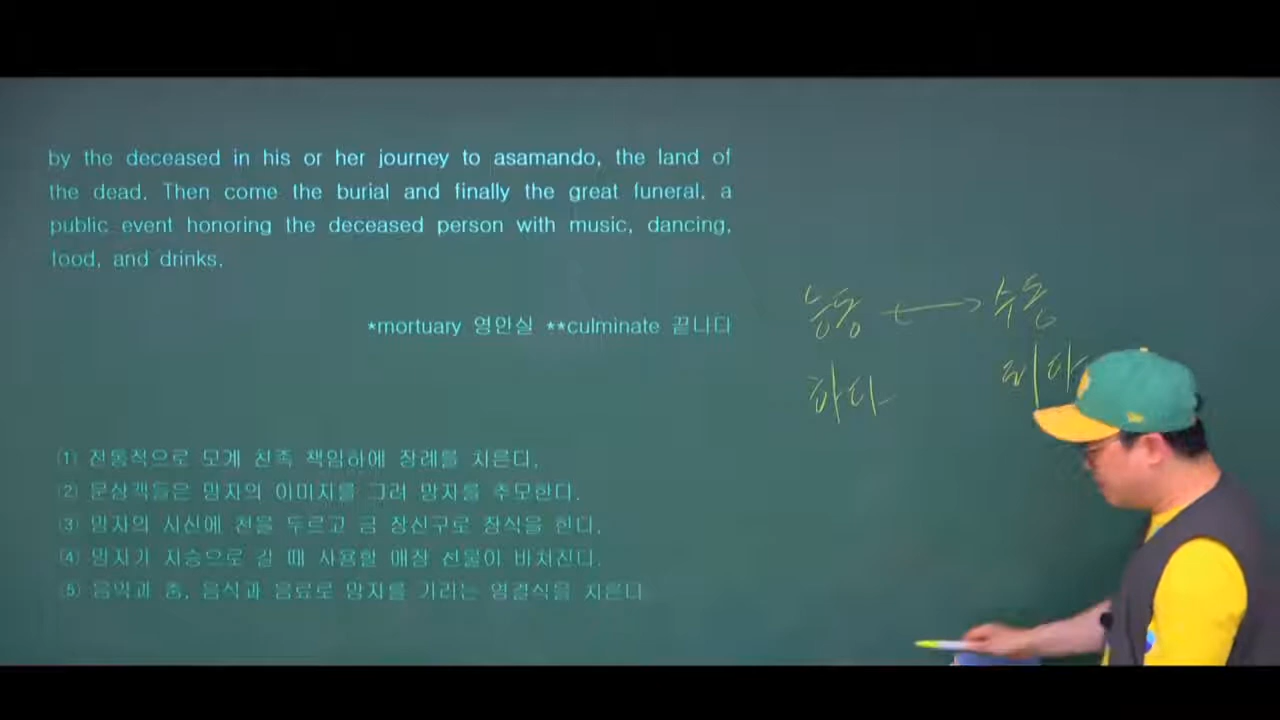 by the deceased in his or her journey to asamando, the land of
the dead. Then come the burial and finally the great funeral, a
public event honoring the deceased person with music, dancing,
food, and drinks.
*mortuary 영안실 **culminate 끝나다
능동 ↔ 수동
하다
① 전통적으로 모계 친족 책임하에 장례를 치른다.
② 문상객들은 망자의 이미지를 그려 망자를 추모한다.
③ 망자의 시신에 천을 두르고 금 장신구로 장식을 한다.
④ 망자가 저승으로 갈 때 사용할 매장 선물이 바쳐진다.
⑤ 음악과 춤, 음식과 음료로 망자를 기리는 영결식을 치른다